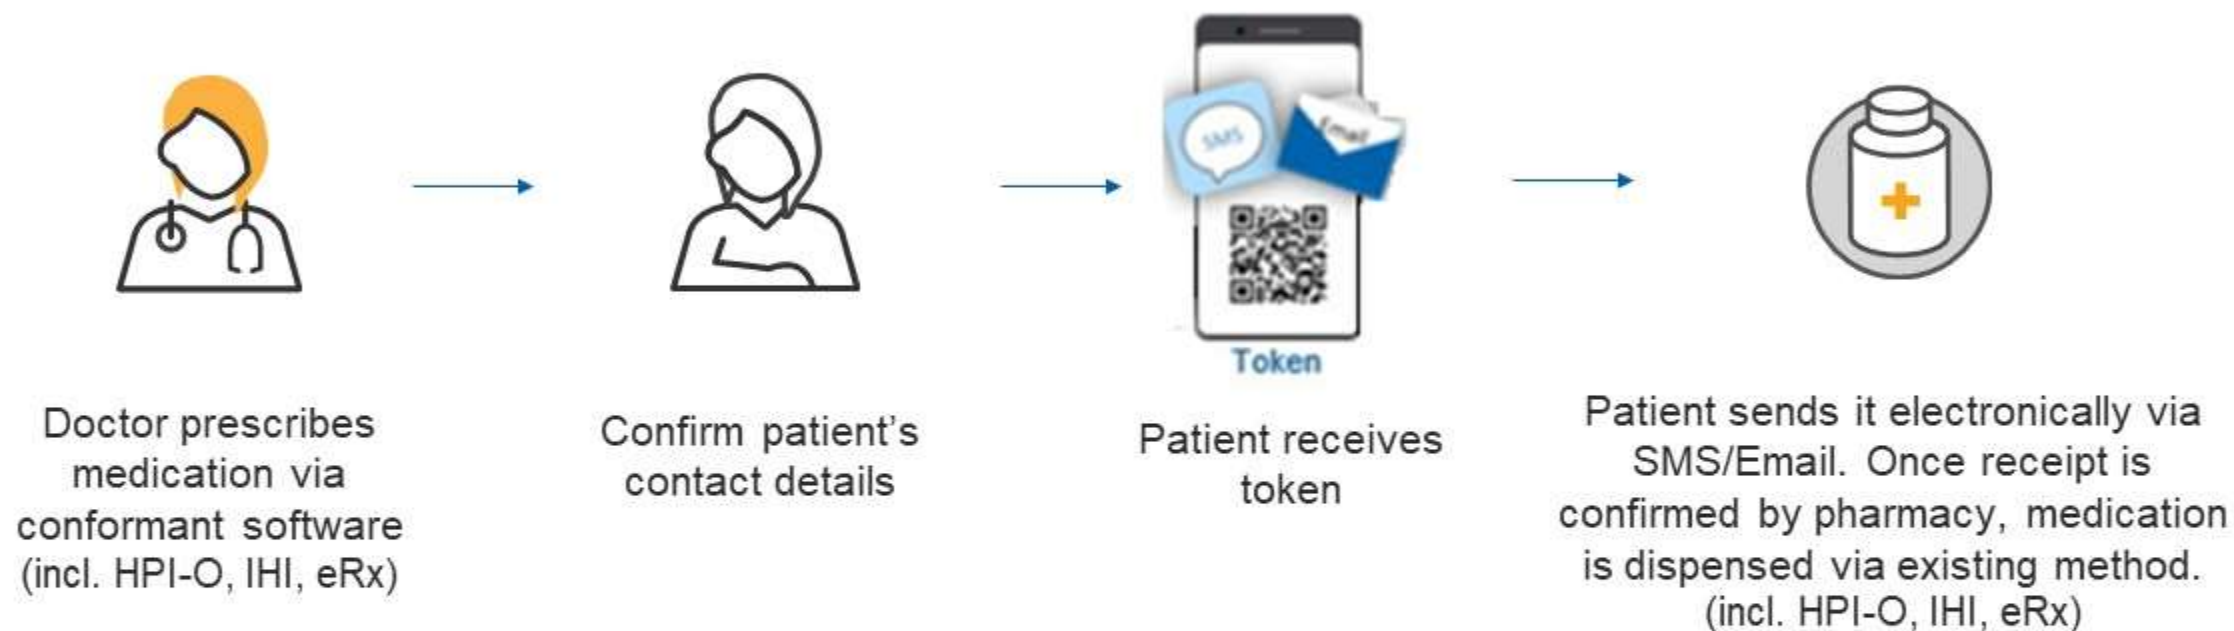 SMS
Email
Token
Doctor prescribes
medication via
conformant software
(incl. HPI-O, IHI, eRx)
Confirm patient's
contact details
Patient receives
token
Patient sends it electronically via
SMS/Email. Once receipt is
confirmed by pharmacy, medication
is dispensed via existing method.
(incl. HPI-O, IHI, eRx)